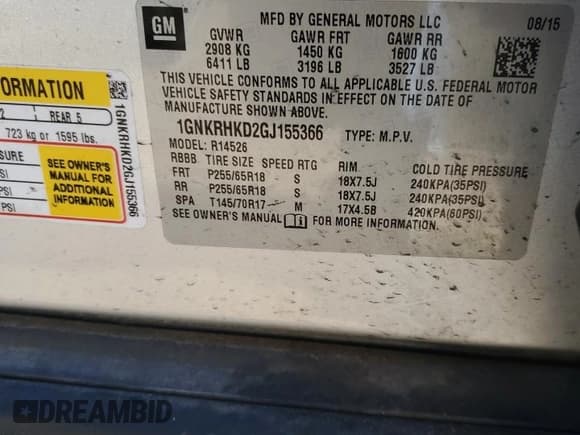 GM
MFD BY GENERAL MOTORS LLC 08/15
GVWR GAWR FRT GAWR RR
2908 KG 1450 KG 1600 KG
6411 LB 3196 LB 3527 LB
THIS VEHICLE CONFORMS TO ALL APPLICABLE U.S. FEDERAL MOTOR
VEHICLE SAFETY STANDARDS IN EFFECT ON THE DATE OF
MANUFACTURE SHOWN ABOVE.
1GNKRHKD2GJ155366 TYPE: M.P.V.
MODEL: R14526
RBBB TIRE SIZE SPEED RTG RIM COLD TIRE PRESSURE
FRT P255/65R18 S 18X7.5J 240KPA(35PSI)
RR P255/65R18 S 18X7.5J 240KPA(35PSI)
SPA T145/70R17 M 17X4.5B 420KPA(60PSI)
SEE OWNER'S MANUAL FOR MORE INFORMATION.
FORMATION
2 REAR 5
723 kg or 1595 lbs.
SURE
PSI
PSI
PSI
SEE OWNER'S
MANUAL FOR
ADDITIONAL
INFORMATION
1GNKRHKD2GJ155366
DREAMBID